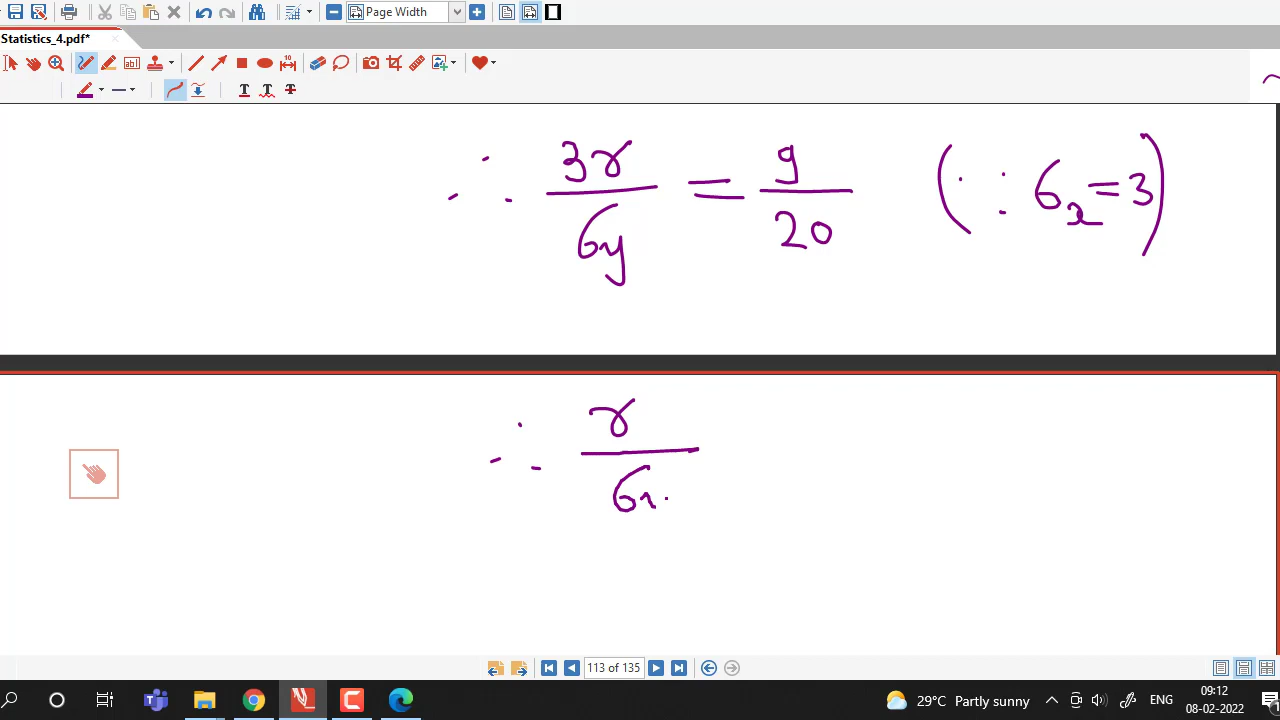 Page Width
Statistics_4.pdf*
10
T T T
∴ 3r/σy = 9/20 (∵ σx = 3)
∴ r/σ
113 of 135
29°C Partly sunny
ENG
09:12
08-02-2022